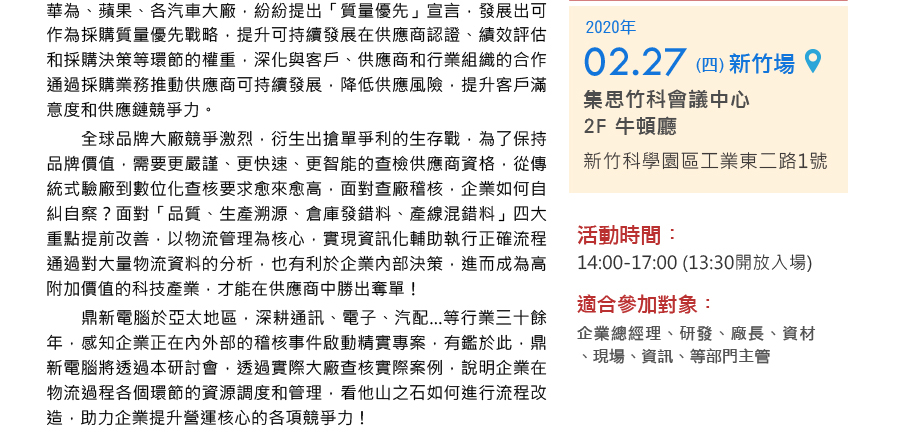 華為、蘋果、各汽車大廠，紛紛提出「質量優先」宣言，發展出可
作為採購質量優先戰略，提升可持續發展在供應商認證、績效評估
和採購決策等環節的權重，深化與客戶、供應商和行業組織的合作
通過採購業務推動供應商可持續發展，降低供應風險，提升客戶滿
意度和供應鏈競爭力。
全球品牌大廠競爭激烈，衍生出搶單爭利的生存戰，為了保持
品牌價值，需要更嚴謹、更快速、更智能的查檢供應商資格，從傳
統式驗廠到數位化查核要求愈來愈高，面對查廠稽核，企業如何自
糾自察？面對「品質、生產溯源、倉庫發錯料、產線混錯料」四大
重點提前改善，以物流管理為核心，實現資訊化輔助執行正確流程
通過對大量物流資料的分析，也有利於企業內部決策，進而成為高
附加價值的科技產業，才能在供應商中勝出奪單！
鼎新電腦於亞太地區，深耕通訊、電子、汽配...等行業三十餘
年，感知企業正在內外部的稽核事件啟動精實專案，有鑑於此，鼎
新電腦將透過本研討會，透過實際大廠查核實際案例，說明企業在
物流過程各個環節的資源調度和管理，看他山之石如何進行流程改
造，助力企業提升營運核心的各項競爭力！
2020年
02.27 (四) 新竹場
集思竹科會議中心
2F 牛頓廳
新竹科學園區工業東二路1號
活動時間：
14:00-17:00 (13:30開放入場)
適合參加對象：
企業總經理、研發、廠長、資材
、現場、資訊、等部門主管